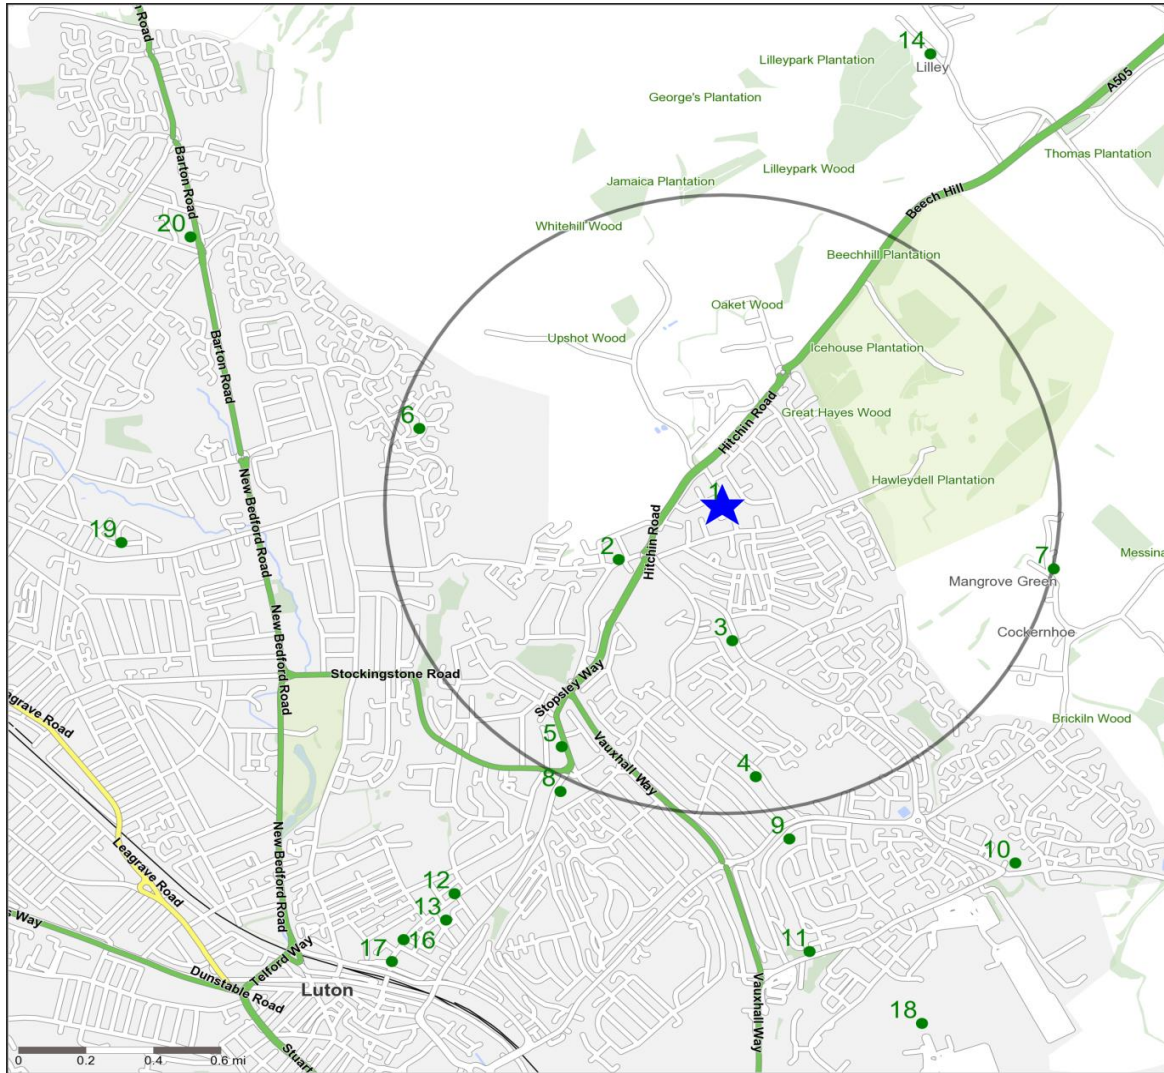 14
Lilleypark Plantation
Lilley
A505
George's Plantation
Thomas Plantation
Barton Road
Lilleypark Wood
Jamaica Plantation
Beech Hill
20
Whitehill Wood
Beechhill Plantation
Oaket Wood
Barton Road
Upshot Wood
Icehouse Plantation
6
Hitchin Road
Great Hayes Wood
New Bedford Road
1
Hawleydell Plantation
19
2
Hitchin Road
7
Messina
Mangrove Green
3
Cockernhoe
New Bedford Road
Stockingstone Road
agrave Road
Stopsley Way
Brickiln Wood
5
Vauxhall Way
4
8
9
New Bedford Road
Leagrave Road
10
12
13
s Way
16
11
17
Telford Way
Dunstable Road
Luton
Vauxhall Way
18
Stuart
0 0.2 0.4 0.6 mi